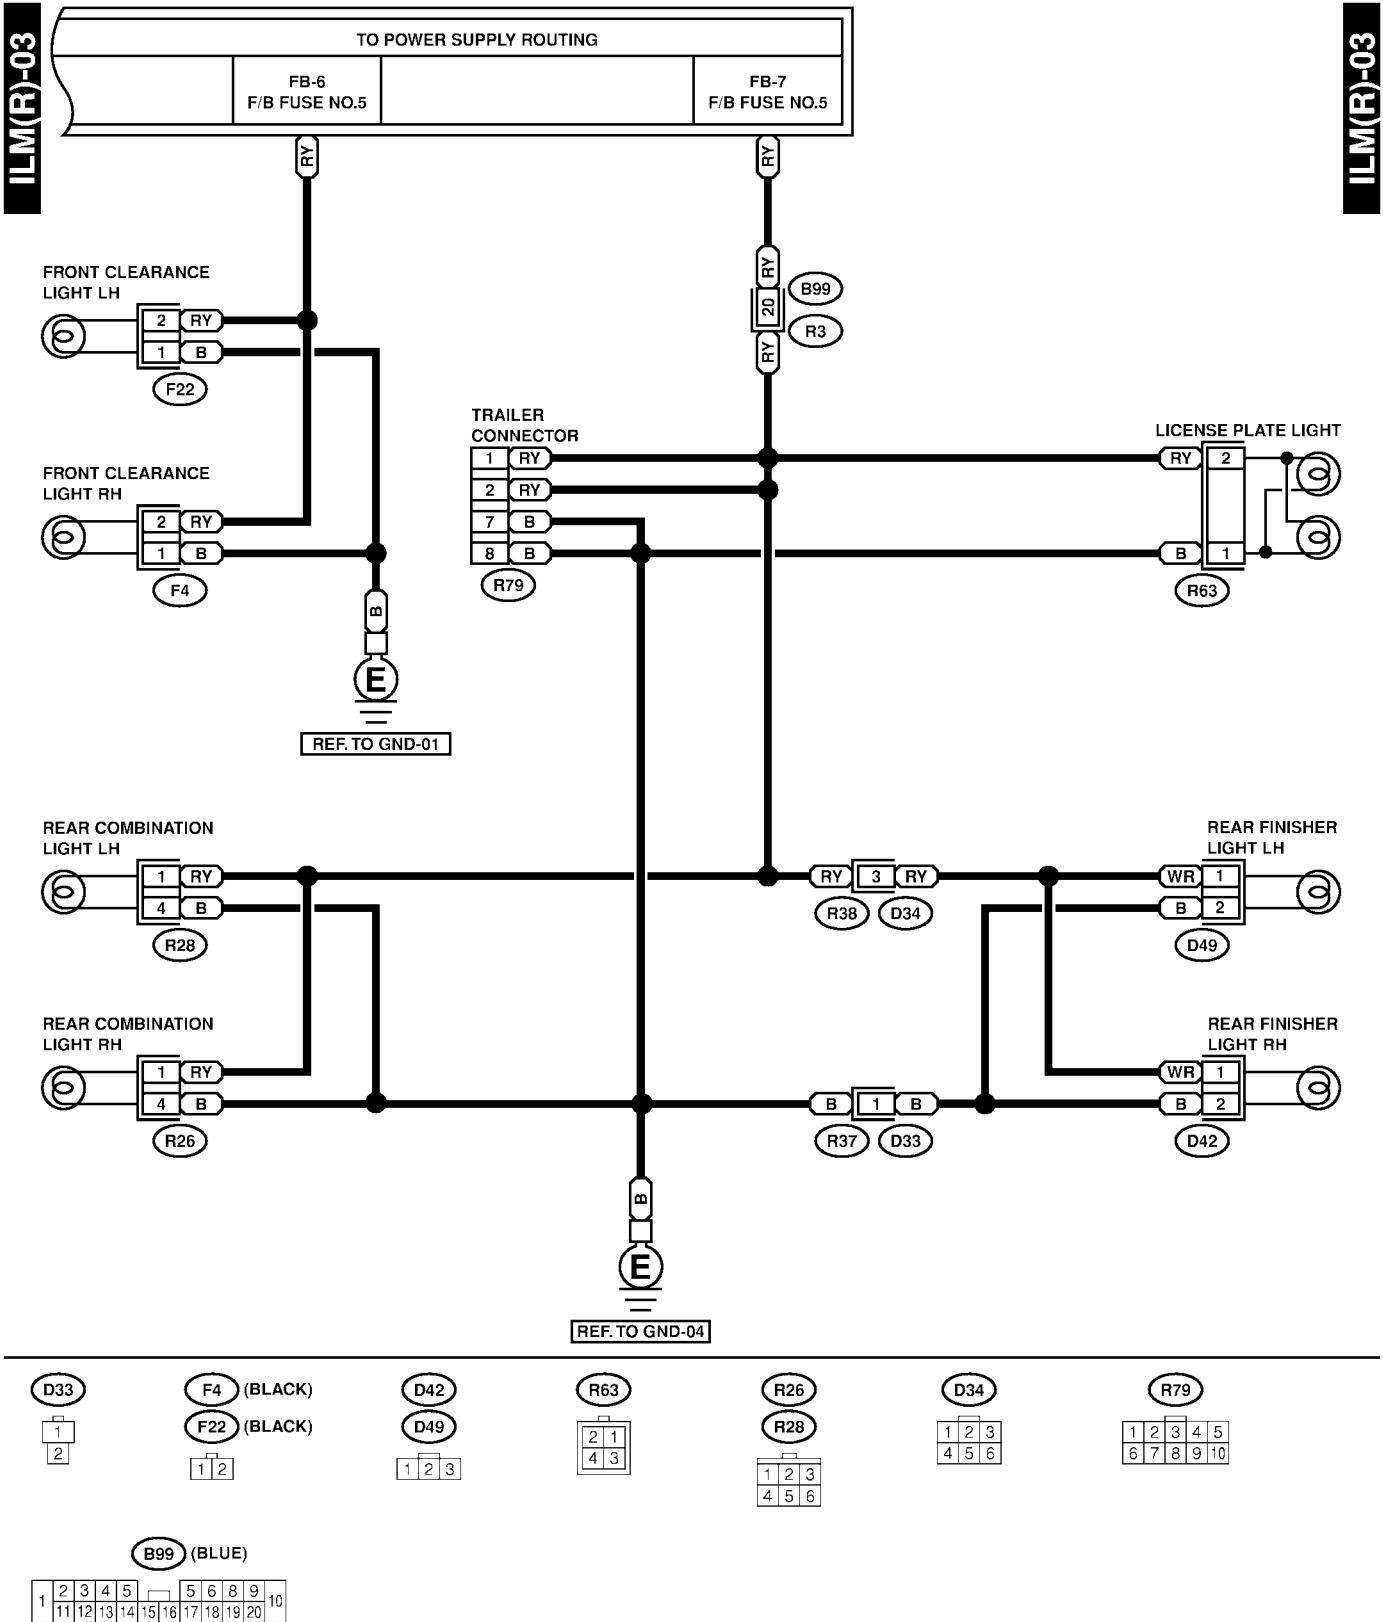 ILM(R)-03
ILM(R)-03
TO POWER SUPPLY ROUTING
FB-6
F/B FUSE NO.5
FB-7
F/B FUSE NO.5
RY
RY
FRONT CLEARANCE
LIGHT LH
2 RY
1 B
F22
RY
20
RY
B99
R3
FRONT CLEARANCE
LIGHT RH
2 RY
1 B
F4
B
E
REF. TO GND-01
TRAILER
CONNECTOR
1 RY
2 RY
7 B
8 B
R79
LICENSE PLATE LIGHT
RY 2
B 1
R63
REAR COMBINATION
LIGHT LH
1 RY
4 B
R28
RY 3 RY
R38 D34
REAR FINISHER
LIGHT LH
WR 1
B 2
D49
REAR COMBINATION
LIGHT RH
1 RY
4 B
R26
B 1 B
R37 D33
REAR FINISHER
LIGHT RH
WR 1
B 2
D42
B
E
REF. TO GND-04
D33
1
2
F4 (BLACK)
F22 (BLACK)
1 2
D42
D49
1 2 3
R63
2 1
4 3
R26
R28
1 2 3
4 5 6
D34
1 2 3
4 5 6
R79
1 2 3 4 5
6 7 8 9 10
B99 (BLUE)
1 2 3 4 5 5 6 8 9 10
11 12 13 14 15 16 17 18 19 20